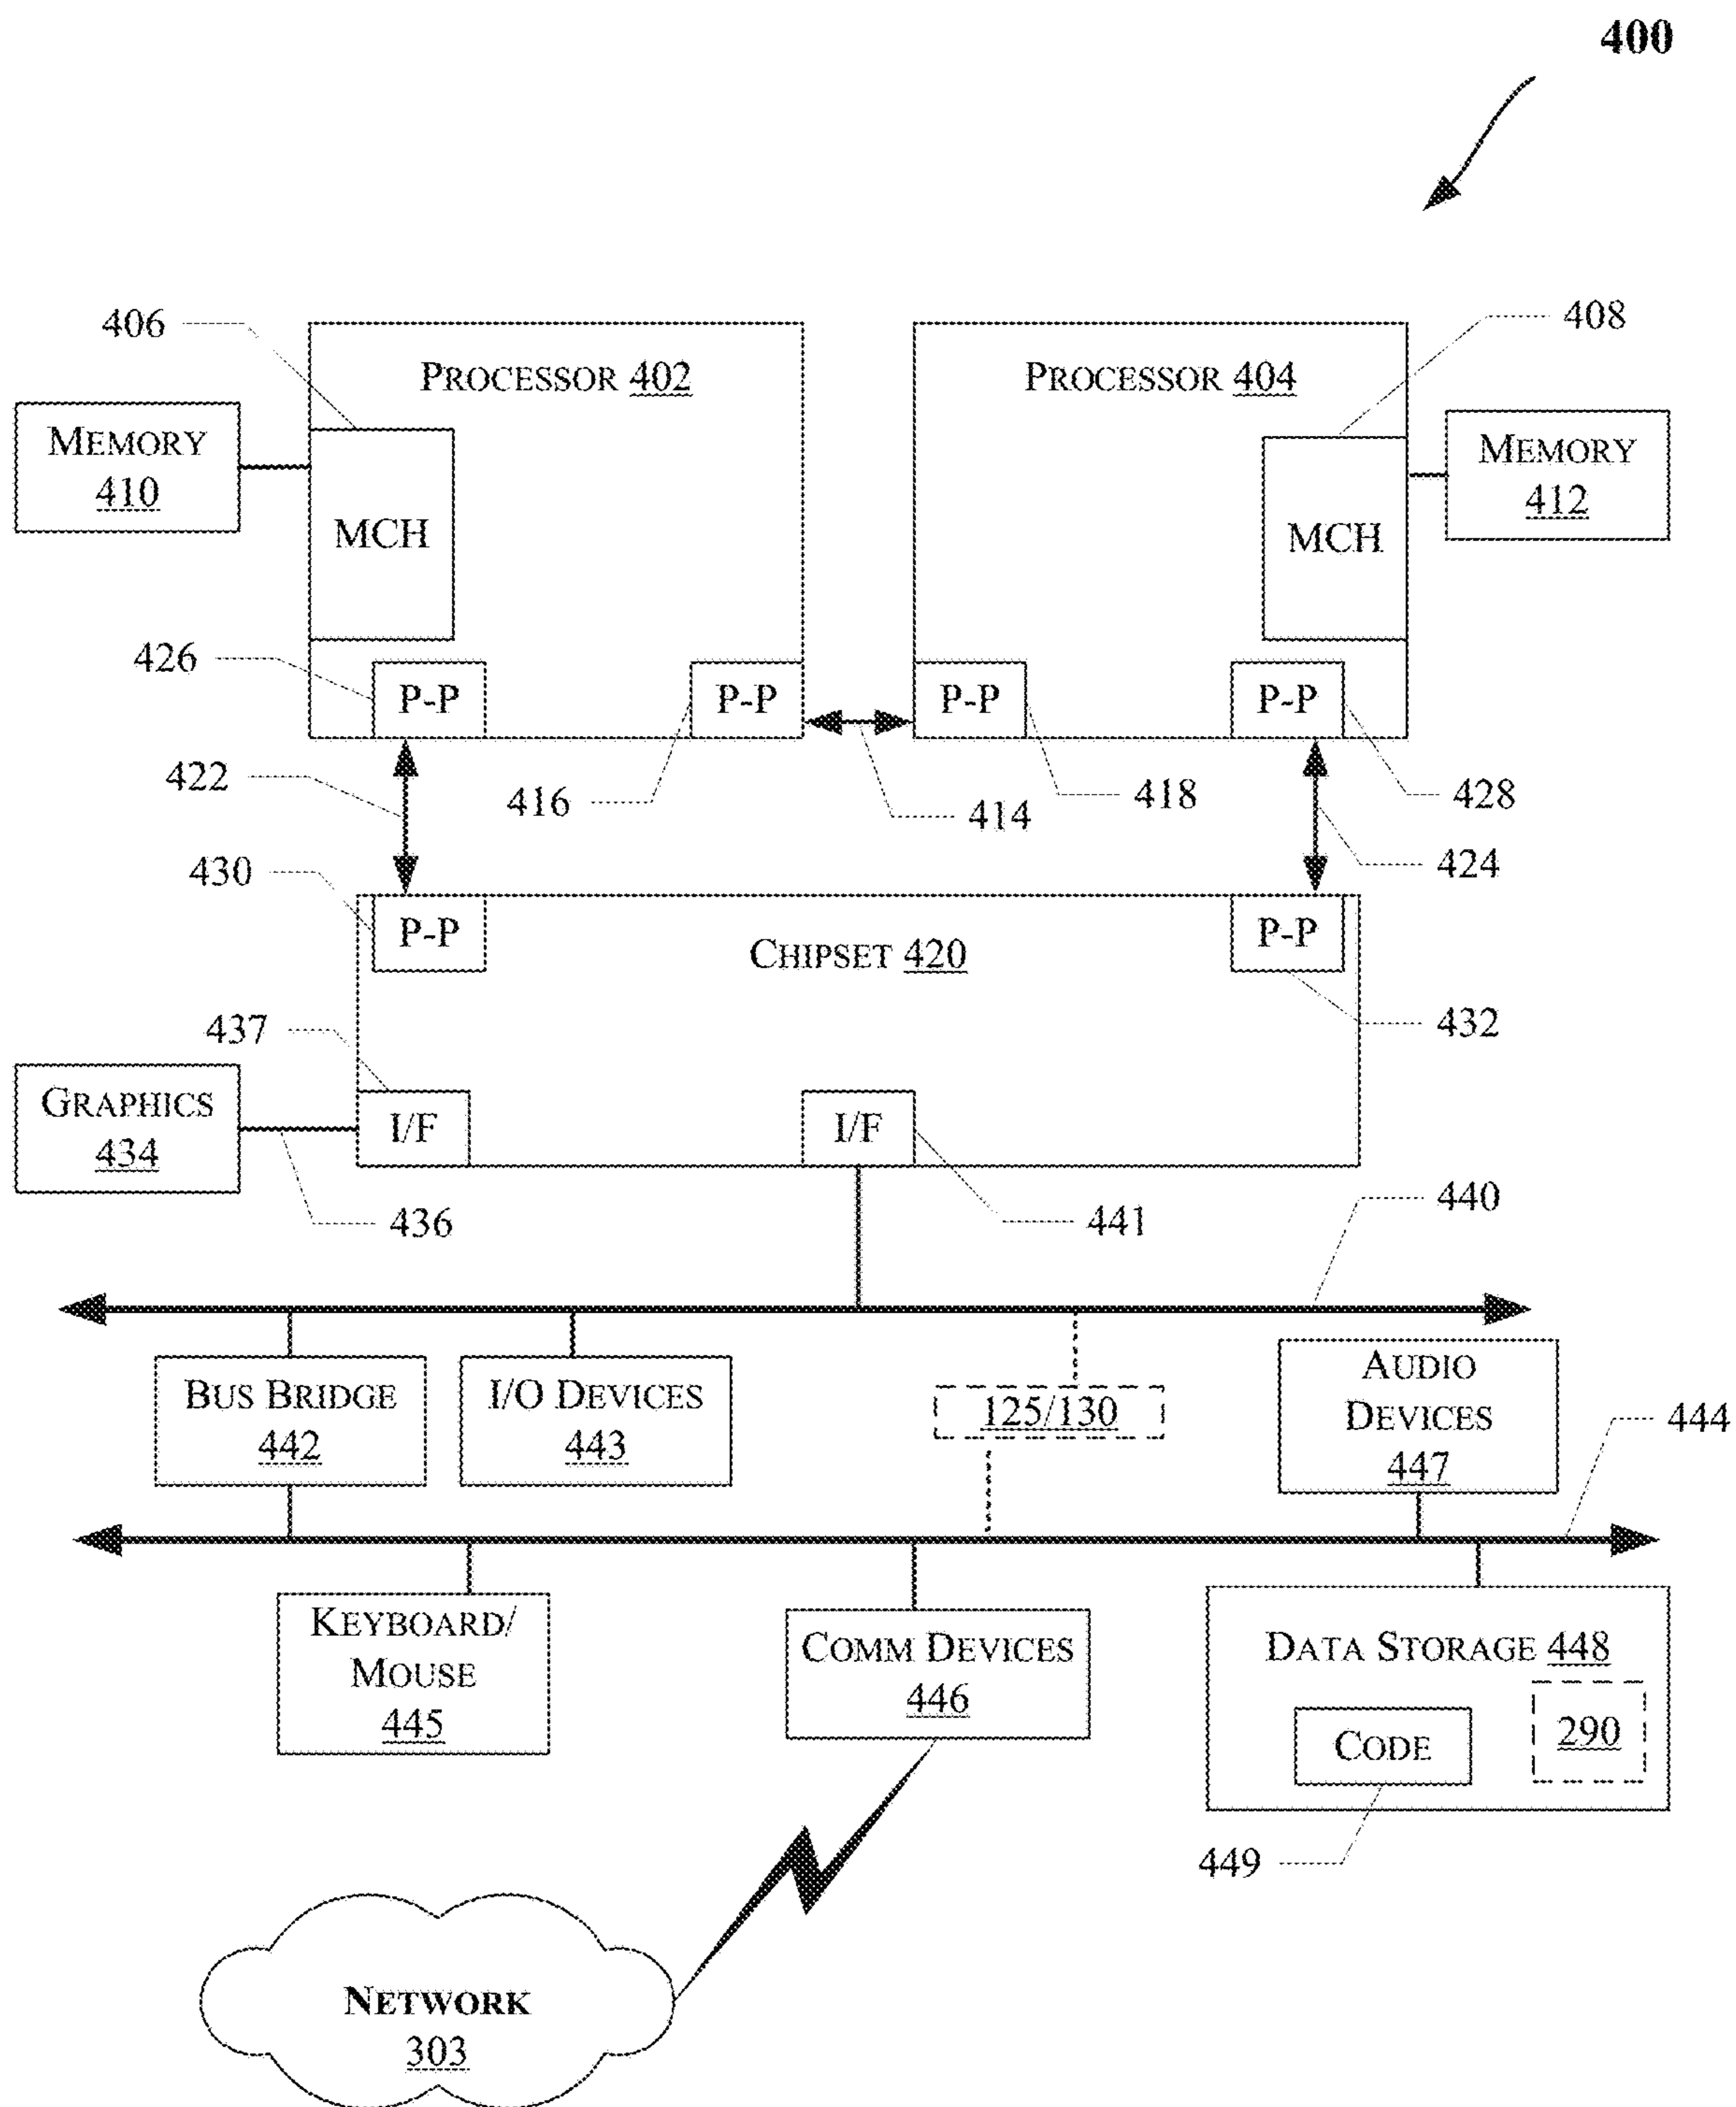 400
406
408
PROCESSOR 402
PROCESSOR 404
MEMORY
410
MEMORY
412
MCH
MCH
426
P-P
P-P
P-P
P-P
422
416
414
418
428
424
430
P-P
CHIPSET 420
P-P
437
432
GRAPHICS
434
I/F
I/F
436
441
440
BUS BRIDGE
442
I/O DEVICES
443
125/130
AUDIO
DEVICES
447
444
KEYBOARD/
MOUSE
445
COMM DEVICES
446
DATA STORAGE 448
CODE
290
449
NETWORK
303